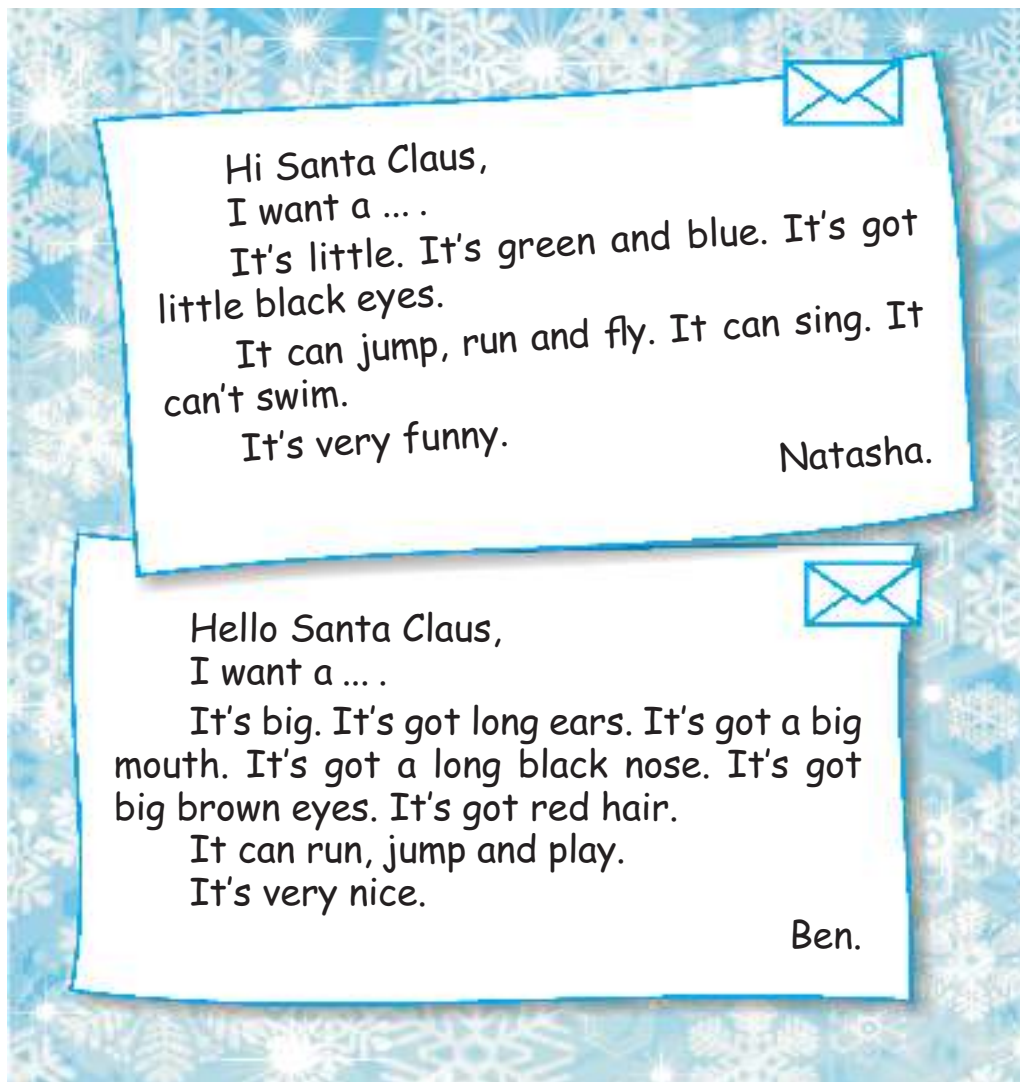 Hi Santa Claus,
I want a ... .
It's little. It's green and blue. It's got
little black eyes.
It can jump, run and fly. It can sing. It
can't swim.
It's very funny.
Natasha.
Hello Santa Claus,
I want a ... .
It's big. It's got long ears. It's got a big
mouth. It's got a long black nose. It's got
big brown eyes. It's got red hair.
It can run, jump and play.
It's very nice.
Ben.